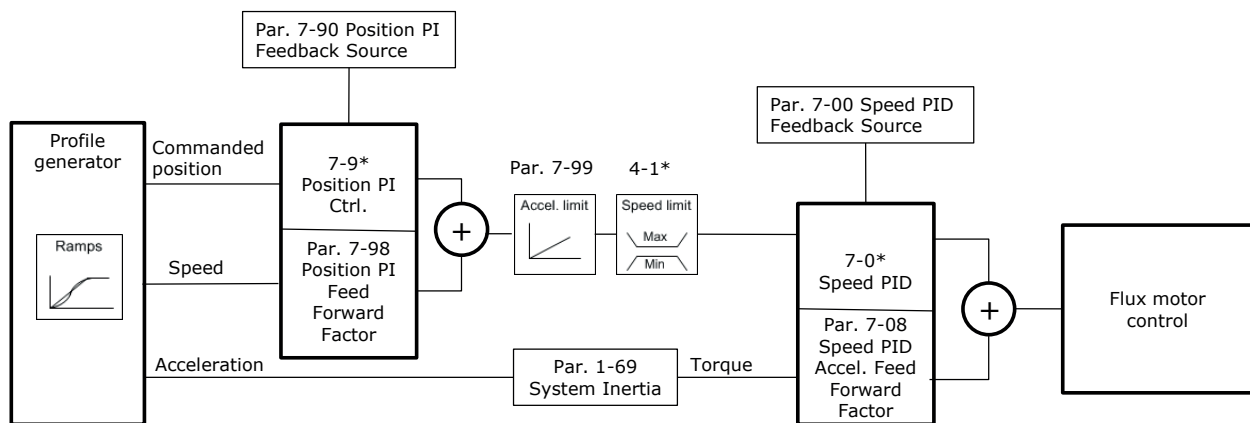 Par. 7-90 Position PI
Feedback Source
Par. 7-00 Speed PID
Feedback Source
Profile
generator
Ramps
Commanded
position
Speed
Acceleration
7-9*
Position PI
Ctrl.
Par. 7-98
Position PI
Feed
Forward
Factor
+
Par. 7-99
Accel. limit
4-1*
Speed limit
Max
Min
Par. 1-69
System Inertia
Torque
7-0*
Speed PID
Par. 7-08
Speed PID
Accel. Feed
Forward
Factor
+
Flux motor
control